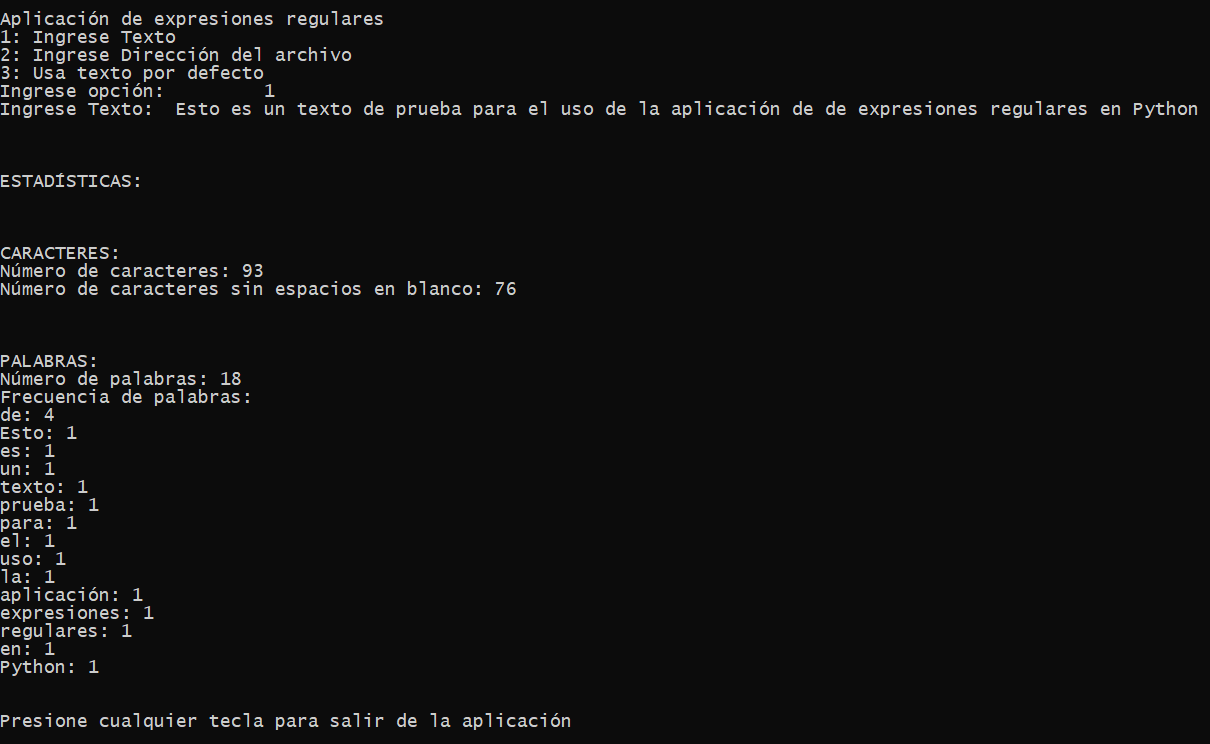 Aplicación de expresiones regulares
1: Ingrese Texto
2: Ingrese Dirección del archivo
3: Usa texto por defecto
Ingrese opción:         1
Ingrese Texto:  Esto es un texto de prueba para el uso de la aplicación de de expresiones regulares en Python
ESTADÍSTICAS:
CARACTERES:
Número de caracteres: 93
Número de caracteres sin espacios en blanco: 76
PALABRAS:
Número de palabras: 18
Frecuencia de palabras:
de: 4
Esto: 1
es: 1
un: 1
texto: 1
prueba: 1
para: 1
el: 1
uso: 1
la: 1
aplicación: 1
expresiones: 1
regulares: 1
en: 1
Python: 1
Presione cualquier tecla para salir de la aplicación